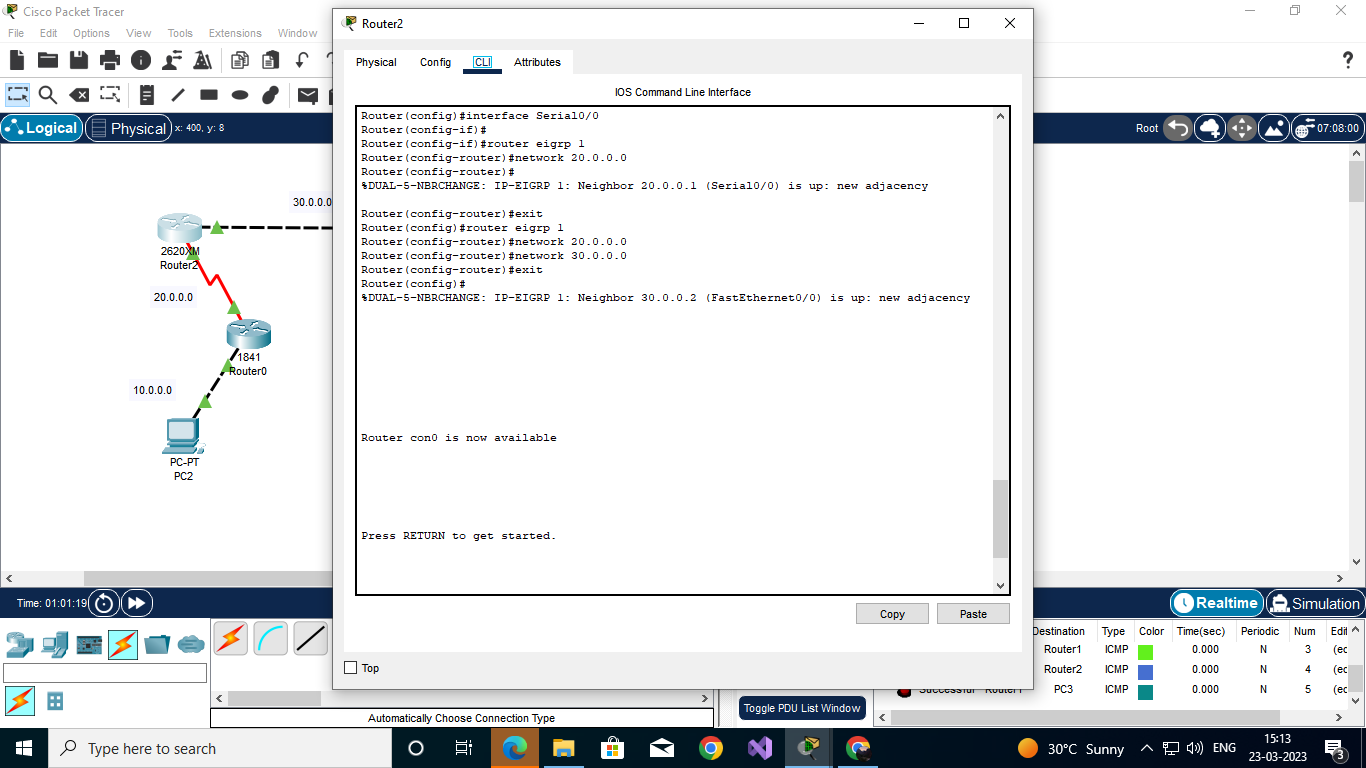 Cisco Packet Tracer
File Edit Options View Tools Extensions Window
Logical
Physical
x: 400, y: 8
Root
07:08:00
30.0.0.0
2620XM
Router2
20.0.0.0
1841
Router0
10.0.0.0
PC-PT
PC2
Router2
Physical Config CLI Attributes
IOS Command Line Interface
Router(config)#interface Serial0/0
Router(config-if)#
Router(config-if)#router eigrp 1
Router(config-router)#network 20.0.0.0
Router(config-router)#
%DUAL-5-NBRCHANGE: IP-EIGRP 1: Neighbor 20.0.0.1 (Serial0/0) is up: new adjacency
Router(config-router)#exit
Router(config)#router eigrp 1
Router(config-router)#network 20.0.0.0
Router(config-router)#network 30.0.0.0
Router(config-router)#exit
Router(config)#
%DUAL-5-NBRCHANGE: IP-EIGRP 1: Neighbor 30.0.0.2 (FastEthernet0/0) is up: new adjacency
Router con0 is now available
Press RETURN to get started.
Copy Paste
Top
Time: 01:01:19
Realtime
Simulation
Destination Type Color Time(sec) Periodic Num
Router1 ICMP 0.000 N 3
Router2 ICMP 0.000 N 4
PC3 ICMP 0.000 N 5
Automatically Choose Connection Type
Toggle PDU List Window
Type here to search
30°C Sunny
ENG
15:13
23-03-2023
3